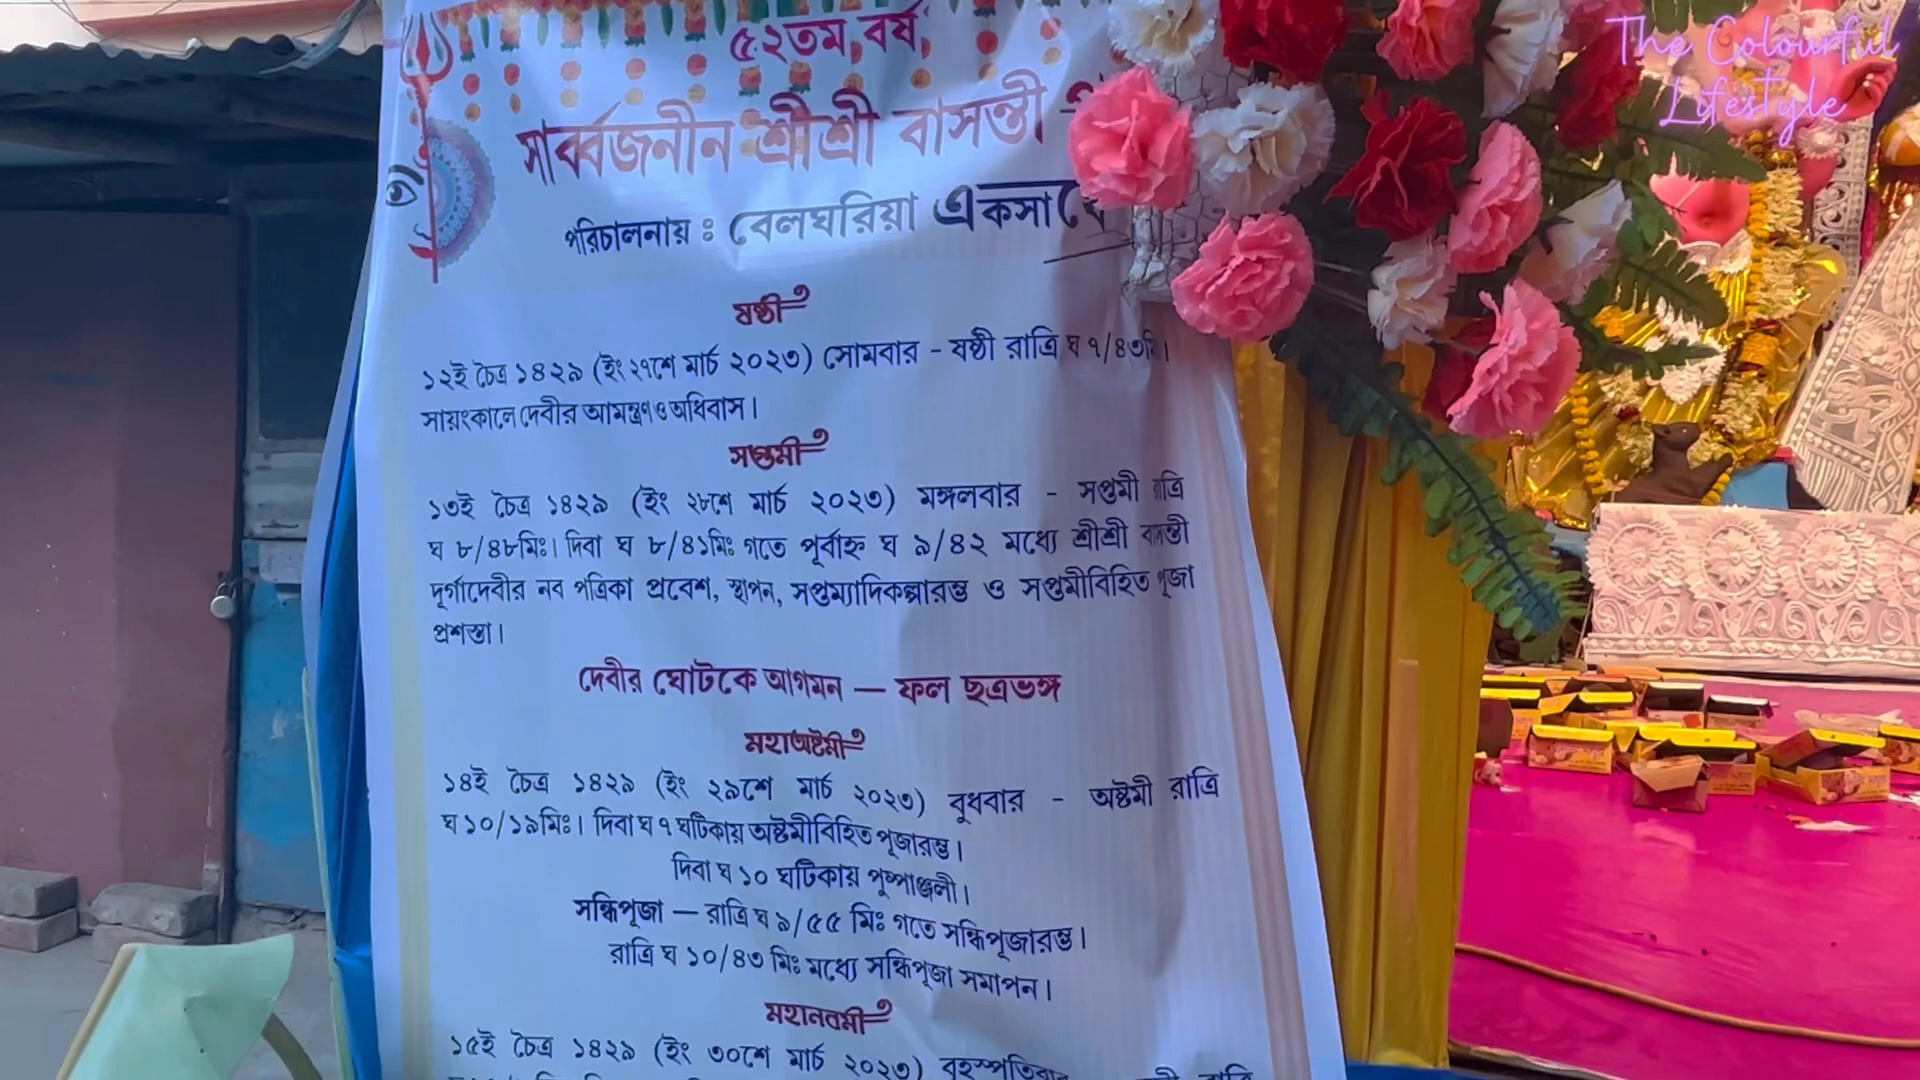 The Colourful
Lifestyle
৫২তম বর্ষ
সার্ব্বজনীন শ্রীশ্রী বাসন্তী
পরিচালনায় ঃ বেলঘরিয়া
ষষ্ঠী
১২ই চৈত্র ১৪২৯ (ইং ২৭শে মার্চ ২০২৩) সোমবার - ষষ্ঠী রাত্রি ঘ ৭/৪৩মি।
সায়ংকালে দেবীর আমন্ত্রণ ও অধিবাস।
সপ্তমী
১৩ই চৈত্র ১৪২৯ (ইং ২৮শে মার্চ ২০২৩) মঙ্গলবার - সপ্তমী রাত্রি
ঘ ৮/৪৮মিঃ। দিবা ঘ ৮/৪১মিঃ গতে পূর্বাহ্ন ঘ ৯/৪২ মধ্যে শ্রীশ্রী বাসন্তী
দূর্গাদেবীর নব পত্রিকা প্রবেশ, স্থাপন, সপ্তম্যাদিকল্পারম্ভ ও সপ্তমীবিহিত পূজা
প্রশস্তা।
দেবীর ঘোটকে আগমন — ফল ছত্রভঙ্গ
মহাঅষ্টমী
১৪ই চৈত্র ১৪২৯ (ইং ২৯শে মার্চ ২০২৩) বুধবার - অষ্টমী রাত্রি
ঘ ১০/১৯মিঃ। দিবা ঘ ৭ ঘটিকায় অষ্টমীবিহিত পূজারম্ভ।
দিবা ঘ ১০ ঘটিকায় পুষ্পাঞ্জলী।
সন্ধিপূজা — রাত্রি ঘ ৯/৫৫ মিঃ গতে সন্ধিপূজারম্ভ।
রাত্রি ঘ ১০/৪৩ মিঃ মধ্যে সন্ধিপূজা সমাপন।
মহানবমী
১৫ই চৈত্র ১৪২৯ (ইং ৩০শে মার্চ ২০২৩) বৃহস্পতিবার